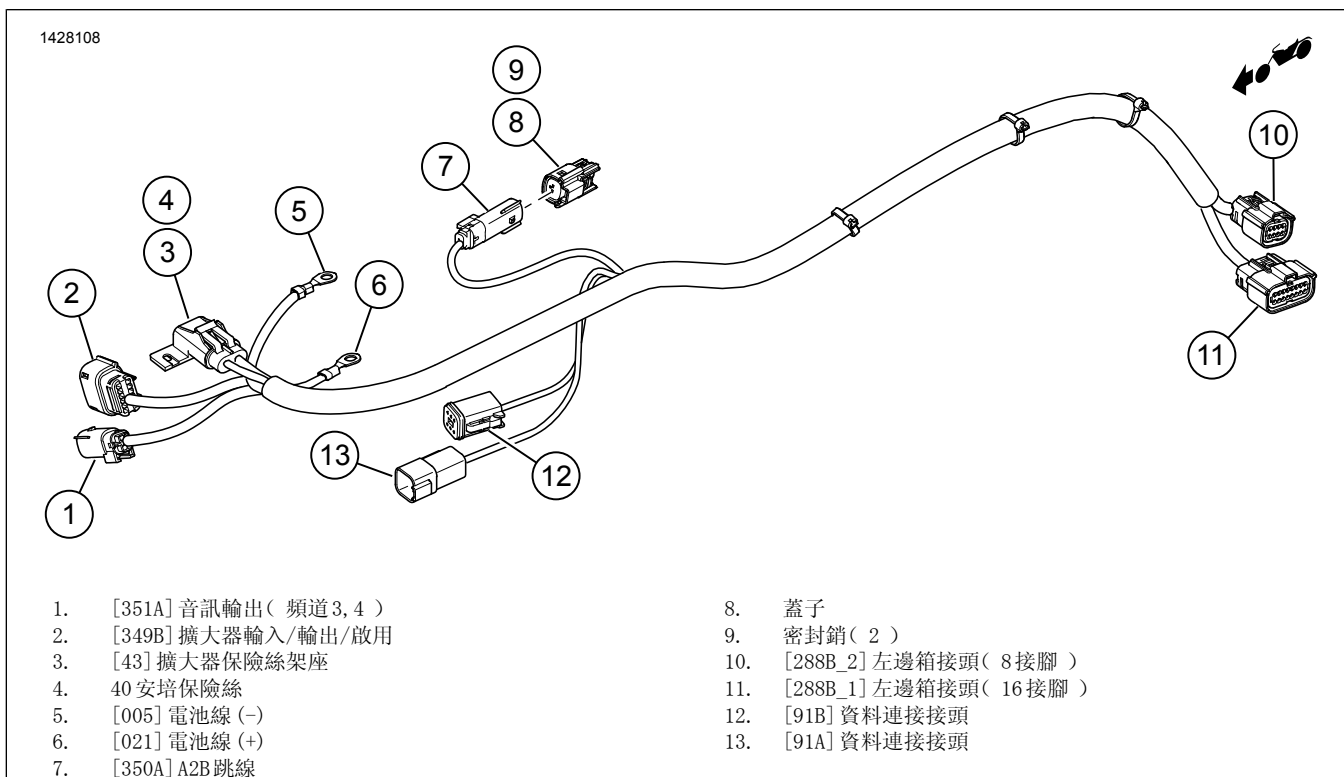 1428108
9
8
7
10
4
3
5
6
2
11
12
13
1
1. [351A]音訊輸出( 頻道3,4 )
2. [349B]擴大器輸入/輸出/啟用
3. [43]擴大器保險絲架座
4. 40安培保險絲
5. [005]電池線(-)
6. [021]電池線(+)
7. [350A]A2B跳線
8. 蓋子
9. 密封銷( 2 )
10. [288B_2]左邊箱接頭( 8接腳 )
11. [288B_1]左邊箱接頭( 16接腳 )
12. [91B]資料連接接頭
13. [91A]資料連接接頭